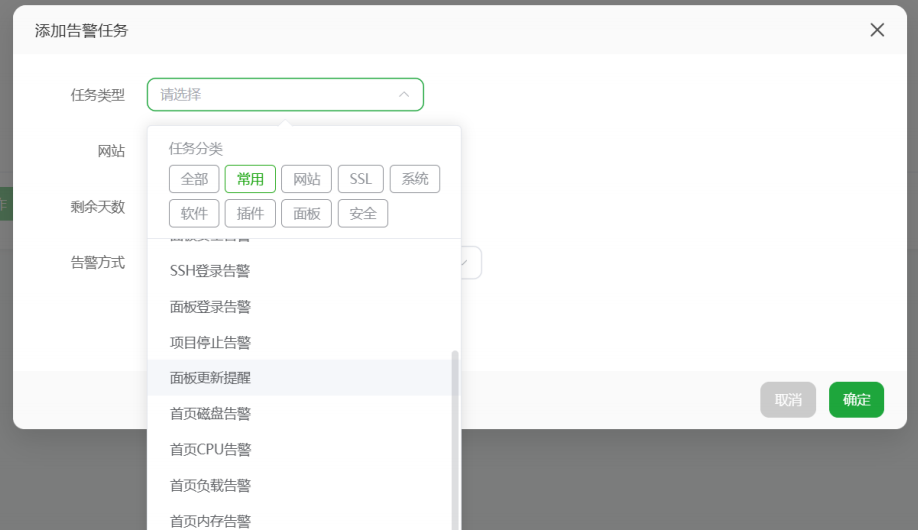 添加告警任务
任务类型
请选择
网站
剩余天数
告警方式
任务分类
全部 常用 网站 SSL 系统
软件 插件 面板 安全
SSH登录告警
面板登录告警
项目停止告警
面板更新提醒
首页磁盘告警
首页CPU告警
首页负载告警
首页内存告警
取消 确定